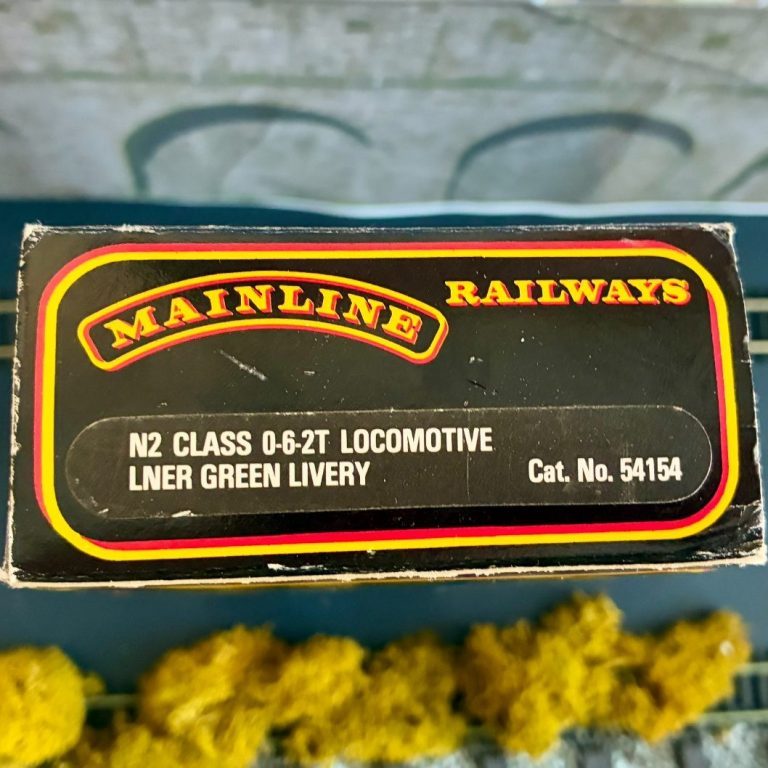 MAINLINE RAILWAYS
N2 CLASS 0-6-2T LOCOMOTIVE
LNER GREEN LIVERY Cat. No. 54154